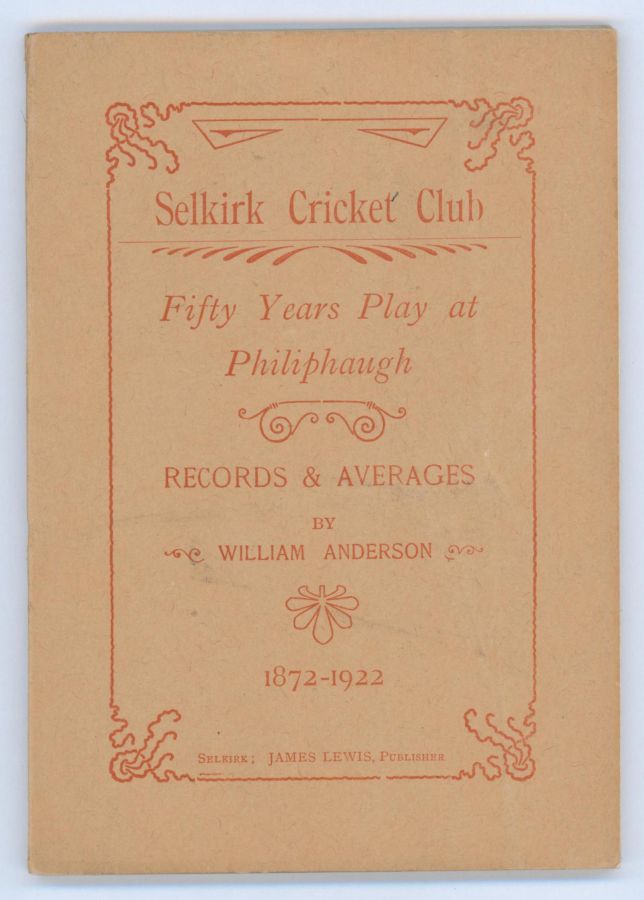 Selkirk Cricket Club
Fifty Years Play at
Philiphaugh
RECORDS & AVERAGES
BY
WILLIAM ANDERSON
1872-1922
SELKIRK; JAMES LEWIS, PUBLISHER